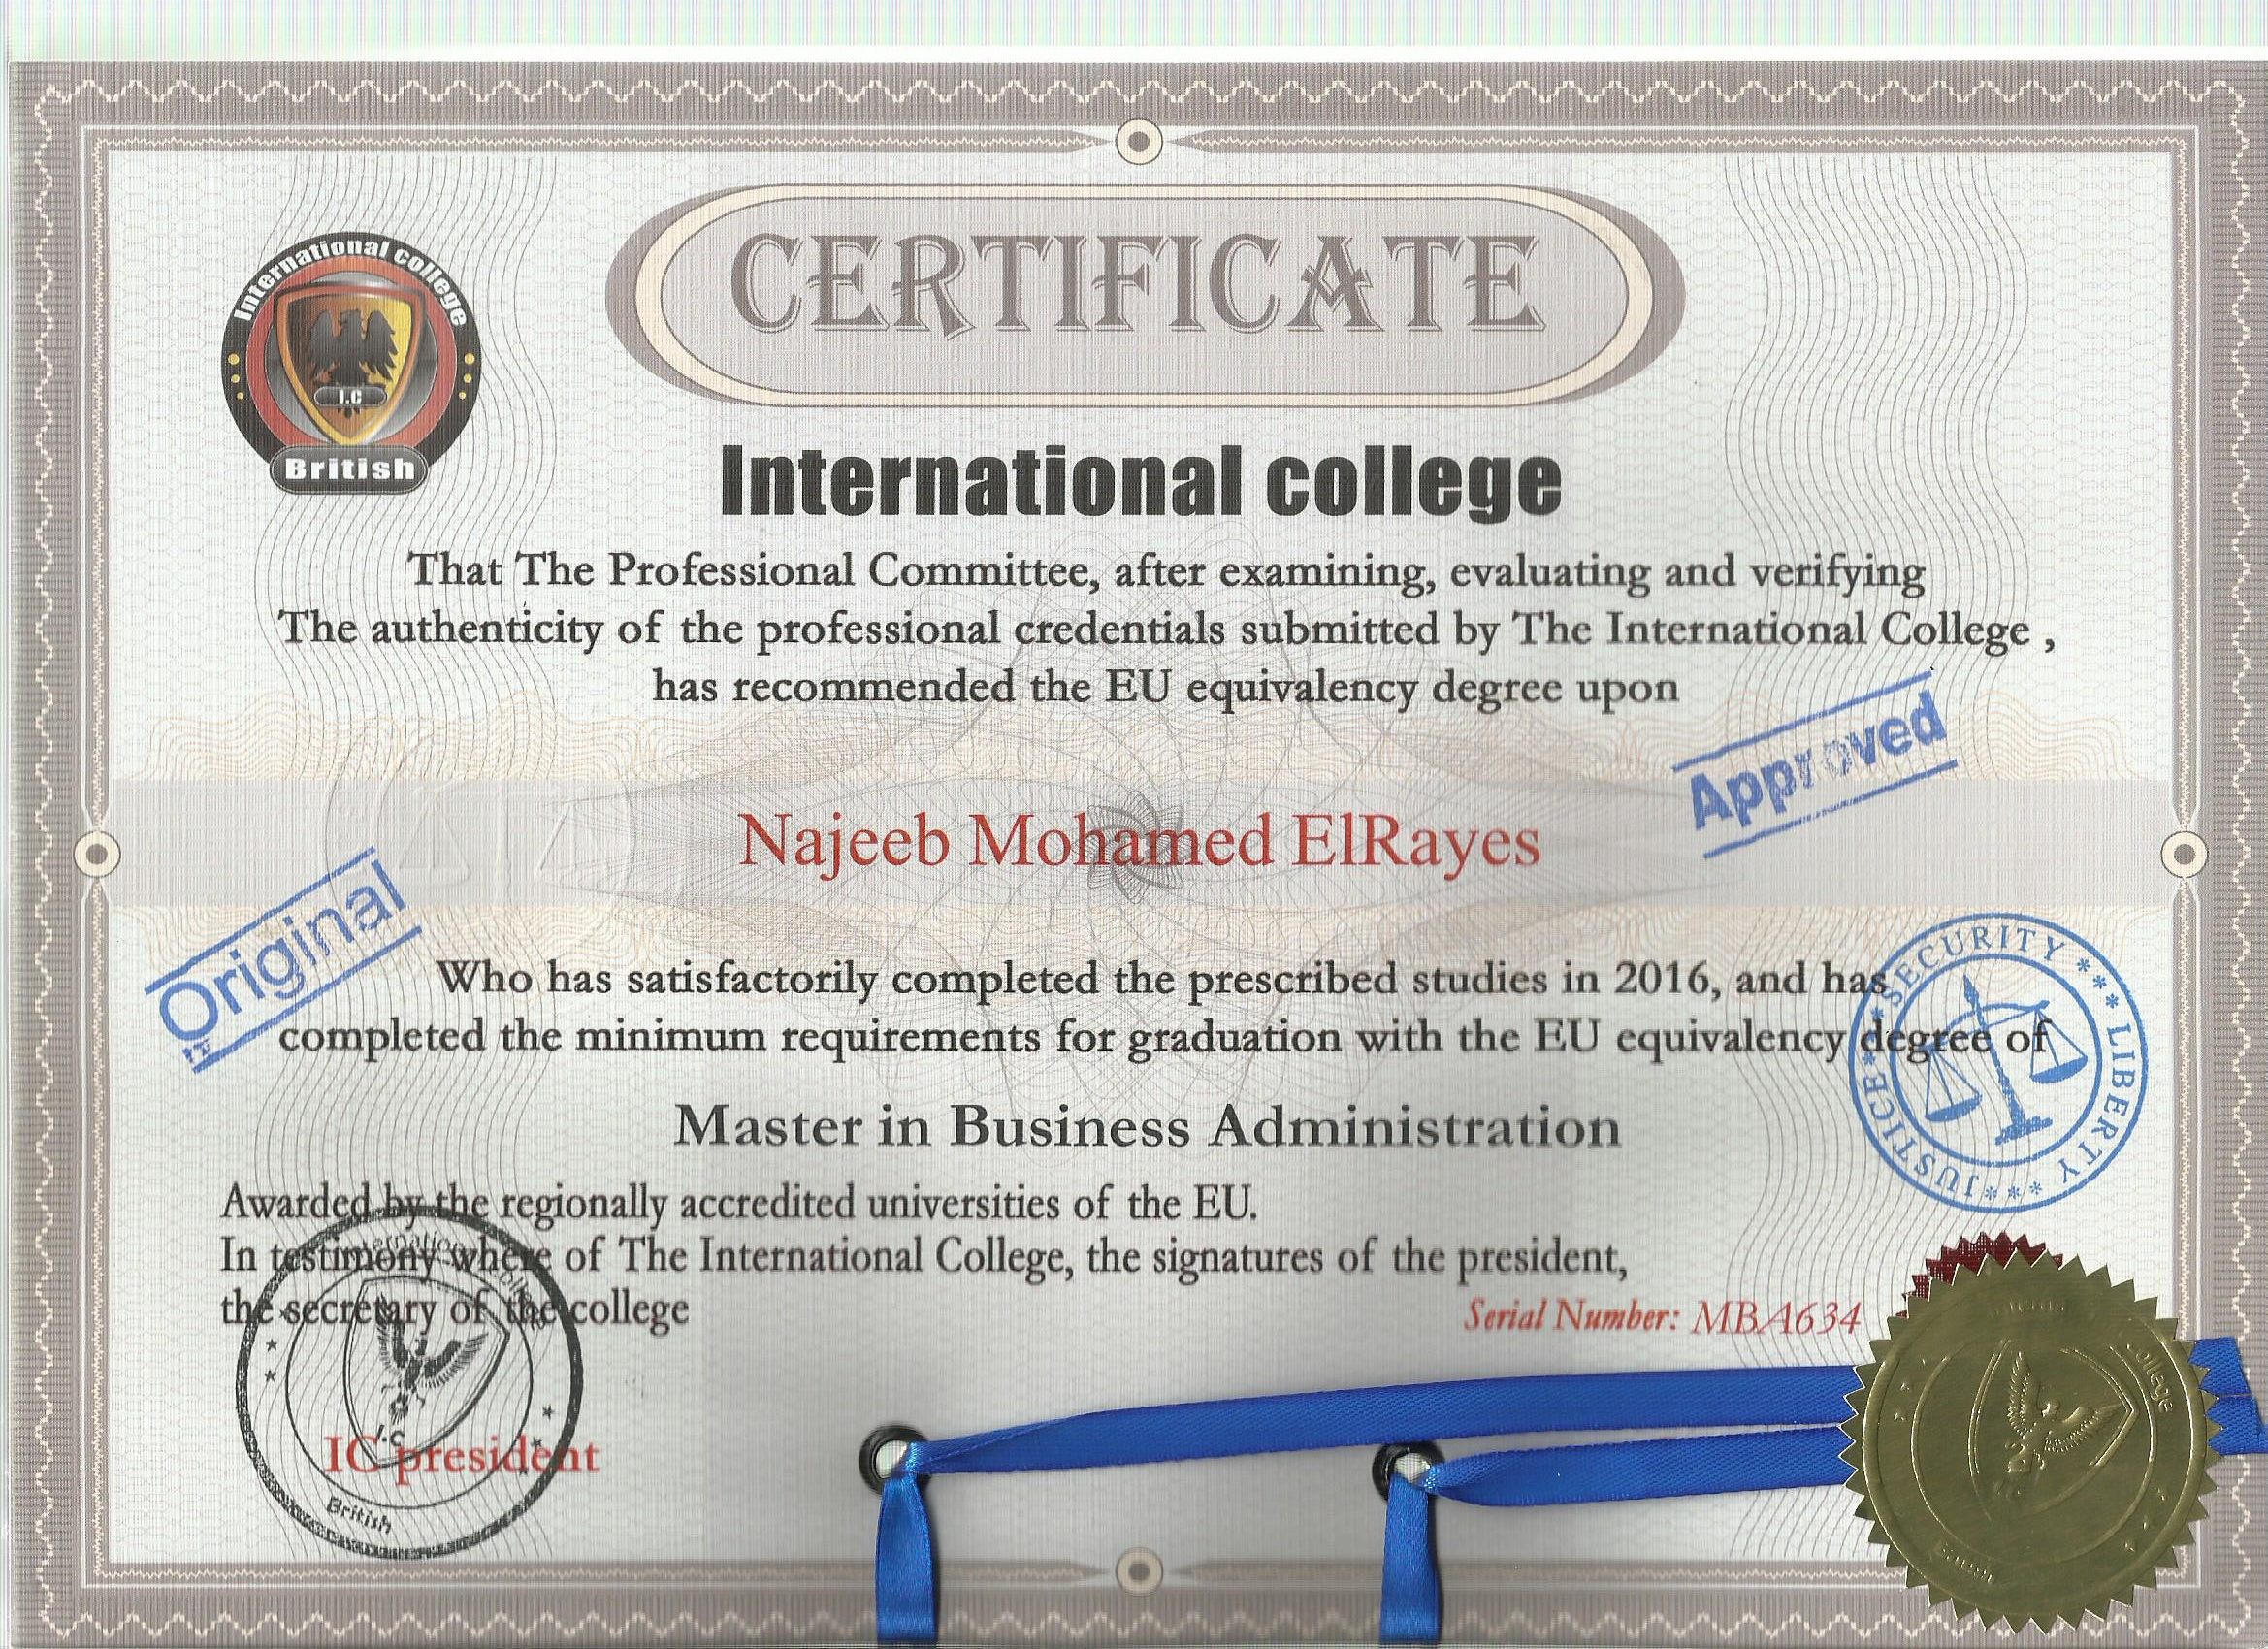 International college
I.C
British
CERTIFICATE
International college
That The Professional Committee, after examining, evaluating and verifying
The authenticity of the professional credentials submitted by The International College ,
has recommended the EU equivalency degree upon
Approved
Najeeb Mohamed ElRayes
Original
Who has satisfactorily completed the prescribed studies in 2016, and has
completed the minimum requirements for graduation with the EU equivalency degree of
SECURITY *** LIBERTY *** JUSTICE **
Master in Business Administration
Awarded by the regionally accredited universities of the EU.
In testimony where of The International College, the signatures of the president,
the secretary of the college
Serial Number: MBA634
International College
I.C
IC president
British
College